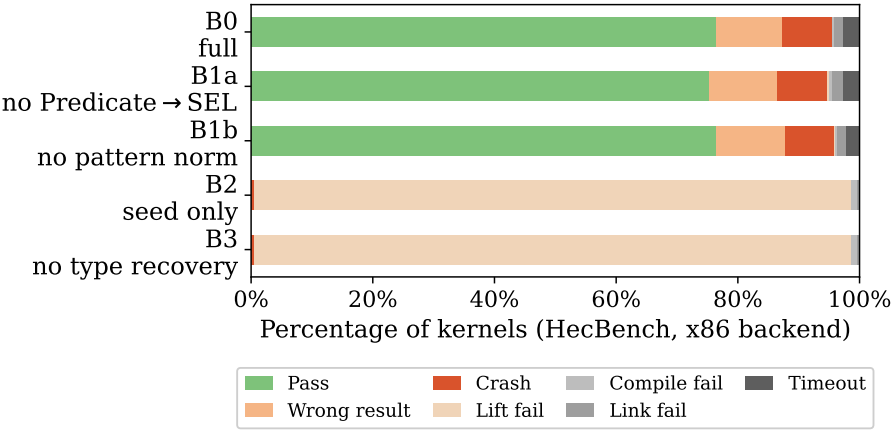 B0
full
B1a
no Predicate→SEL
B1b
no pattern norm
B2
seed only
B3
no type recovery
0% 20% 40% 60% 80% 100%
Percentage of kernels (HecBench, x86 backend)
Pass Crash Compile fail Timeout
Wrong result Lift fail Link fail